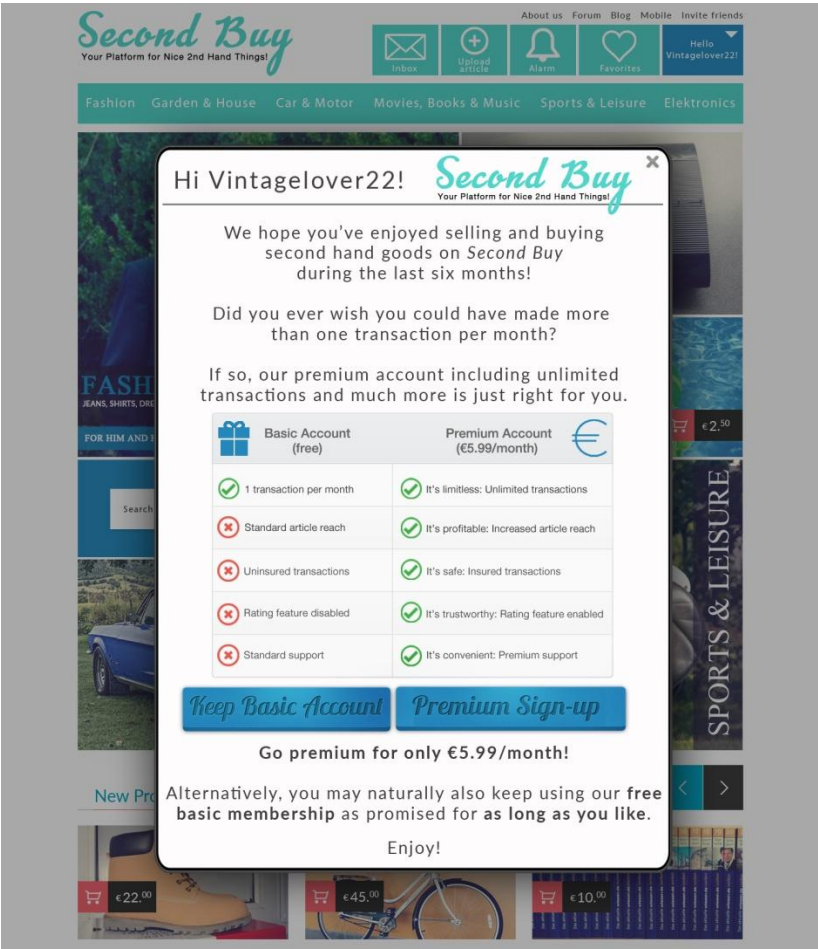 About us Forum Blog Mobile Invite friends
Second Buy
Your Platform for Nice 2nd Hand Things!
Inbox
Upload article
Alarm
Favorites
Hello
Vintagelover22!
Fashion Garden & House Car & Motor Movies, Books & Music Sports & Leisure Elektronics
Hi Vintagelover22!
Second Buy
Your Platform for Nice 2nd Hand Things!
×
We hope you've enjoyed selling and buying
second hand goods on Second Buy
during the last six months!
Did you ever wish you could have made more
than one transaction per month?
If so, our premium account including unlimited
transactions and much more is just right for you.
Basic Account
(free)
Premium Account
(€5.99/month)
€
1 transaction per month
It's limitless: Unlimited transactions
Standard article reach
It's profitable: Increased article reach
Uninsured transactions
It's safe: Insured transactions
Rating feature disabled
It's trustworthy: Rating feature enabled
Standard support
It's convenient: Premium support
Keep Basic Account
Premium Sign-up
Go premium for only €5.99/month!
Alternatively, you may naturally also keep using our free
basic membership as promised for as long as you like.
Enjoy!
FASH
JEANS, SHIRTS, DRE
FOR HIM AND
€2.50
Search
SPORTS & LEISURE
New Pro
€22.00
€45.00
€10.00